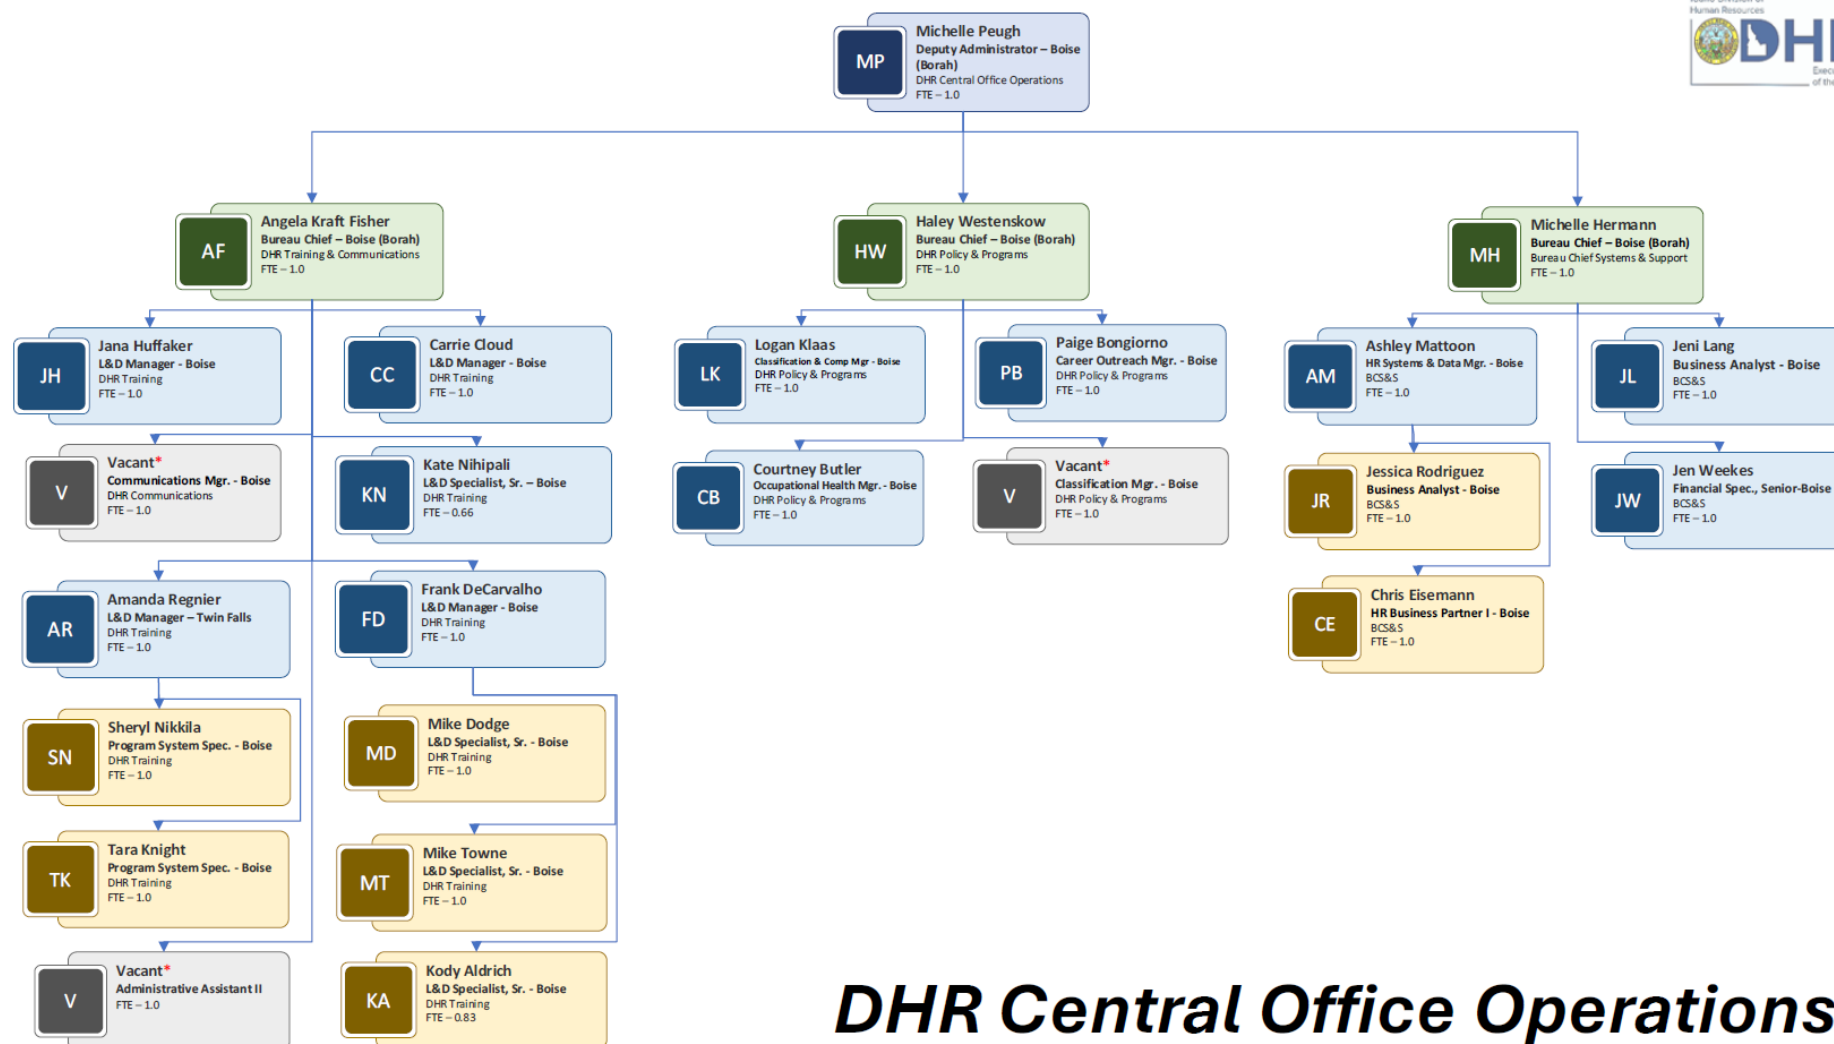 Idaho Division of
Human Resources
DH
Exec
of the
MP
Michelle Peugh
Deputy Administrator – Boise
(Borah)
DHR Central Office Operations
FTE – 1.0
AF
Angela Kraft Fisher
Bureau Chief – Boise (Borah)
DHR Training & Communications
FTE – 1.0
HW
Haley Westenskow
Bureau Chief – Boise (Borah)
DHR Policy & Programs
FTE – 1.0
MH
Michelle Hermann
Bureau Chief – Boise (Borah)
Bureau Chief Systems & Support
FTE – 1.0
JH
Jana Huffaker
L&D Manager - Boise
DHR Training
FTE – 1.0
CC
Carrie Cloud
L&D Manager - Boise
DHR Training
FTE – 1.0
LK
Logan Klaas
Classification & Comp Mgr - Boise
DHR Policy & Programs
FTE – 1.0
PB
Paige Bongiorno
Career Outreach Mgr. - Boise
DHR Policy & Programs
FTE – 1.0
AM
Ashley Mattoon
HR Systems & Data Mgr. - Boise
BCS&S
FTE – 1.0
JL
Jeni Lang
Business Analyst - Boise
BCS&S
FTE – 1.0
V
Vacant*
Communications Mgr. - Boise
DHR Communications
FTE – 1.0
KN
Kate Nihipali
L&D Specialist, Sr. – Boise
DHR Training
FTE – 0.66
CB
Courtney Butler
Occupational Health Mgr. - Boise
DHR Policy & Programs
FTE – 1.0
V
Vacant*
Classification Mgr. - Boise
DHR Policy & Programs
FTE – 1.0
JR
Jessica Rodriguez
Business Analyst - Boise
BCS&S
FTE – 1.0
JW
Jen Weekes
Financial Spec., Senior-Boise
BCS&S
FTE – 1.0
AR
Amanda Regnier
L&D Manager – Twin Falls
DHR Training
FTE – 1.0
FD
Frank DeCarvalho
L&D Manager - Boise
DHR Training
FTE – 1.0
CE
Chris Eisemann
HR Business Partner I - Boise
BCS&S
FTE – 1.0
SN
Sheryl Nikkila
Program System Spec. - Boise
DHR Training
FTE – 1.0
MD
Mike Dodge
L&D Specialist, Sr. - Boise
DHR Training
FTE – 1.0
TK
Tara Knight
Program System Spec. - Boise
DHR Training
FTE – 1.0
MT
Mike Towne
L&D Specialist, Sr. - Boise
DHR Training
FTE – 1.0
V
Vacant*
Administrative Assistant II
FTE – 1.0
KA
Kody Aldrich
L&D Specialist, Sr. - Boise
DHR Training
FTE – 0.83
DHR Central Office Operations